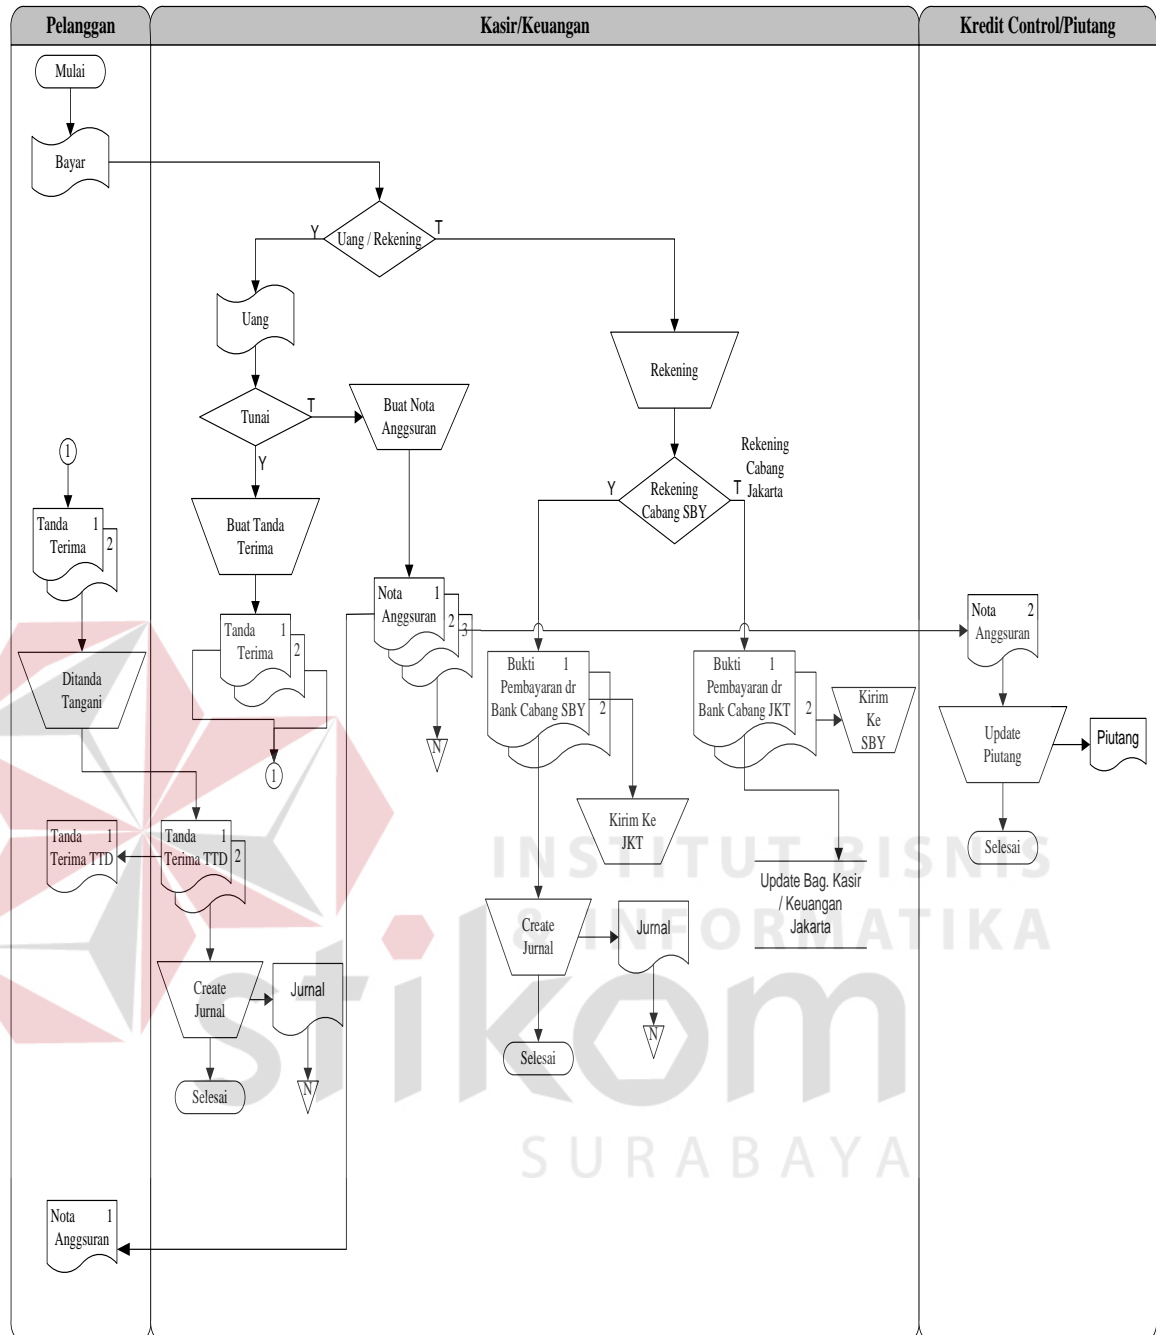 Pelanggan
Kasir/Keuangan
Kredit Control/Piutang
Mulai
Bayar
Uang / Rekening
Y
T
Uang
Rekening
Tunai
T
Y
Buat Nota
Anggsuran
Rekening
Cabang
Jakarta
Rekening
Cabang SBY
Y
T
1
Tanda 1
Terima
2
Buat Tanda
Terima
Tanda 1
Terima
2
Nota 1
Anggsuran
2
3
Nota 2
Anggsuran
Ditanda
Tangani
Bukti 1
Pembayaran dr
Bank Cabang SBY
2
Bukti 1
Pembayaran dr
Bank Cabang JKT
2
Kirim
Ke
SBY
Update
Piutang
Piutang
N
1
Kirim Ke
JKT
Tanda 1
Terima TTD
Tanda 1
Terima TTD
2
Selesai
INSTITUT BISNIS
& INFORMATIKA
Update Bag. Kasir
/ Keuangan
Jakarta
Create
Jurnal
Jurnal
Create
Jurnal
Jurnal
stikom
N
Selesai
Selesai
N
SURABAYA
Nota 1
Anggsuran